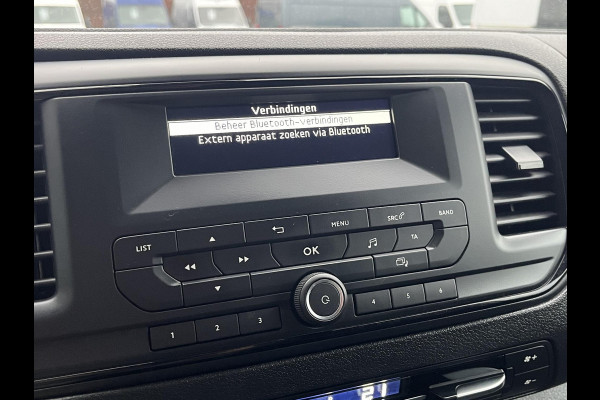 Verbindingen
Beheer Bluetooth-verbindingen
Extern apparaat zoeken via Bluetooth
LIST
MENU
SRC
BAND
OK
TA
1 2 3 4 5 6
21